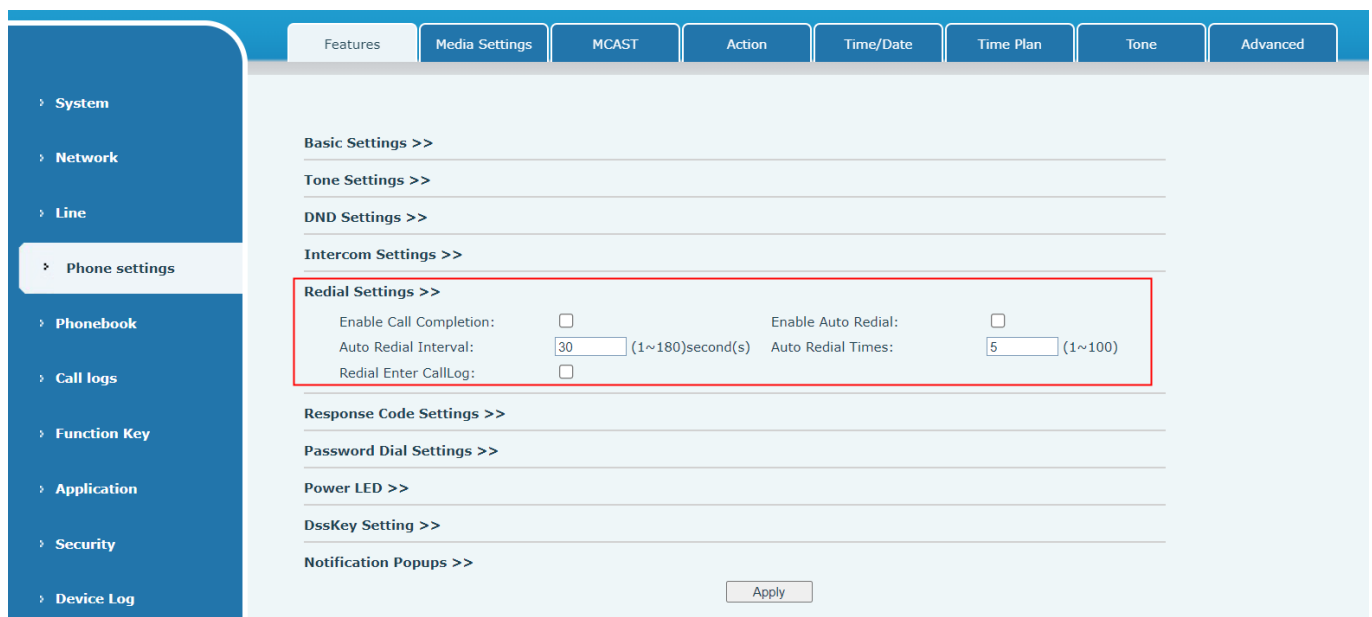 Features Media Settings MCAST Action Time/Date Time Plan Tone Advanced
System
Network
Line
Phone settings
Phonebook
Call logs
Function Key
Application
Security
Device Log
Basic Settings >>
Tone Settings >>
DND Settings >>
Intercom Settings >>
Redial Settings >>
Enable Call Completion: Enable Auto Redial:
Auto Redial Interval: 30 (1~180)second(s) Auto Redial Times: 5 (1~100)
Redial Enter CallLog:
Response Code Settings >>
Password Dial Settings >>
Power LED >>
DssKey Setting >>
Notification Popups >>
Apply